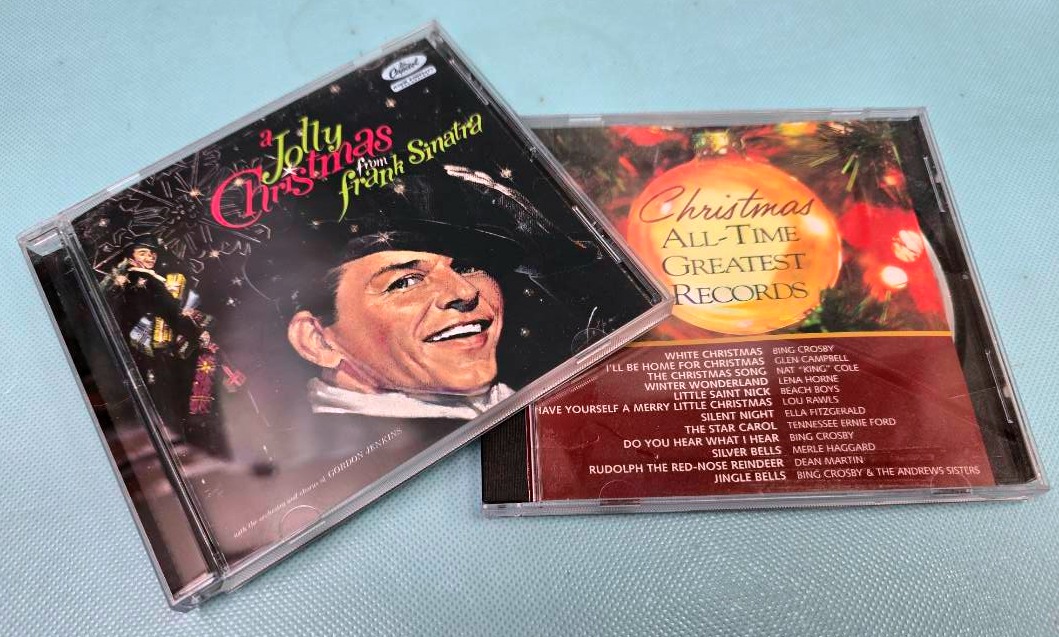 Capitol
a Jolly
Christmas
from
frank Sinatra
with the orchestra and chorus of GORDON JENKINS
Christmas
ALL-TIME
GREATEST
RECORDS
WHITE CHRISTMAS BING CROSBY
I'LL BE HOME FOR CHRISTMAS GLEN CAMPBELL
THE CHRISTMAS SONG NAT "KING" COLE
WINTER WONDERLAND LENA HORNE
LITTLE SAINT NICK BEACH BOYS
HAVE YOURSELF A MERRY LITTLE CHRISTMAS LOU RAWLS
SILENT NIGHT ELLA FITZGERALD
THE STAR CAROL TENNESSEE ERNIE FORD
DO YOU HEAR WHAT I HEAR BING CROSBY
SILVER BELLS MERLE HAGGARD
RUDOLPH THE RED-NOSE REINDEER DEAN MARTIN
JINGLE BELLS BING CROSBY & THE ANDREWS SISTERS